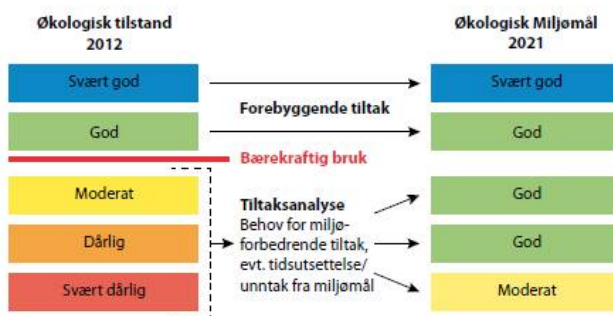 Økologisk tilstand
2012
Økologisk Miljømål
2021
Svært god
Svært god
Forebyggende tiltak
God
God
Bærekraftig bruk
Moderat
Dårlig
Svært dårlig
Tiltaksanalyse
Behov for miljø-
forbedrende tiltak,
evt. tidsutsettelse/
unntak fra miljømål
God
God
Moderat